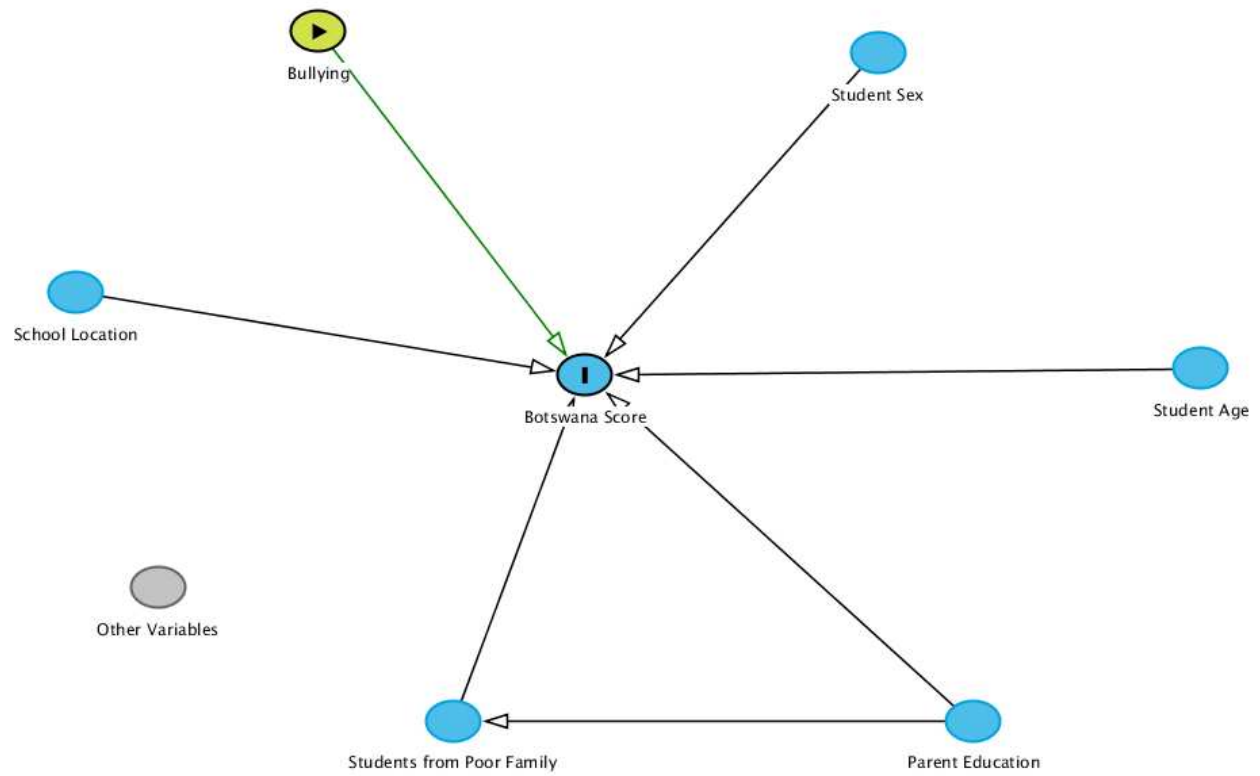 Bullying
Student Sex
School Location
Botswana Score
Student Age
Other Variables
Students from Poor Family
Parent Education